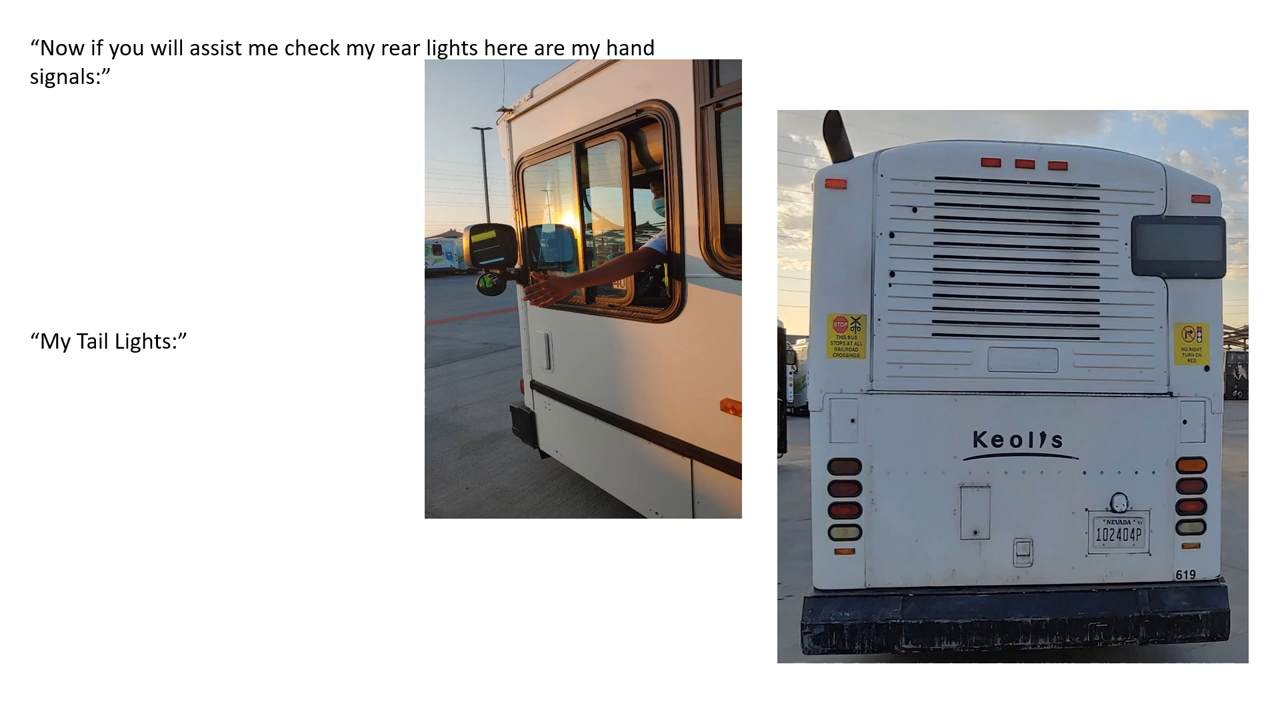 “Now if you will assist me check my rear lights here are my hand
signals:”
“My Tail Lights:”
STOP
THIS BUS
STOPS AT ALL
RAILROAD
CROSSINGS
NO RIGHT
TURN ON
RED
Keolis
NEVADA
102404P
619